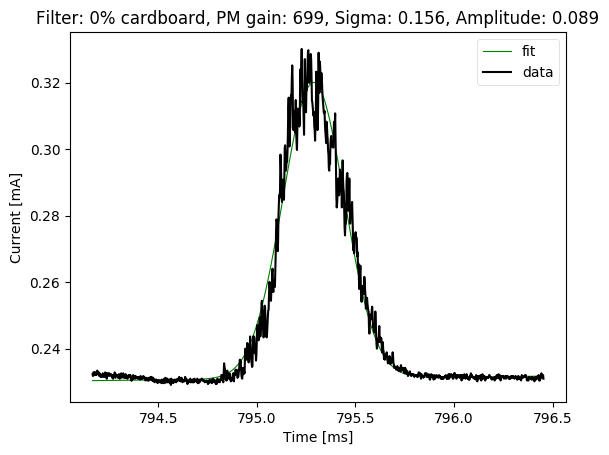 Filter: 0% cardboard, PM gain: 699, Sigma: 0.156, Amplitude: 0.089
fit
data
0.32
0.30
0.28
0.26
0.24
Current [mA]
794.5 795.0 795.5 796.0 796.5
Time [ms]